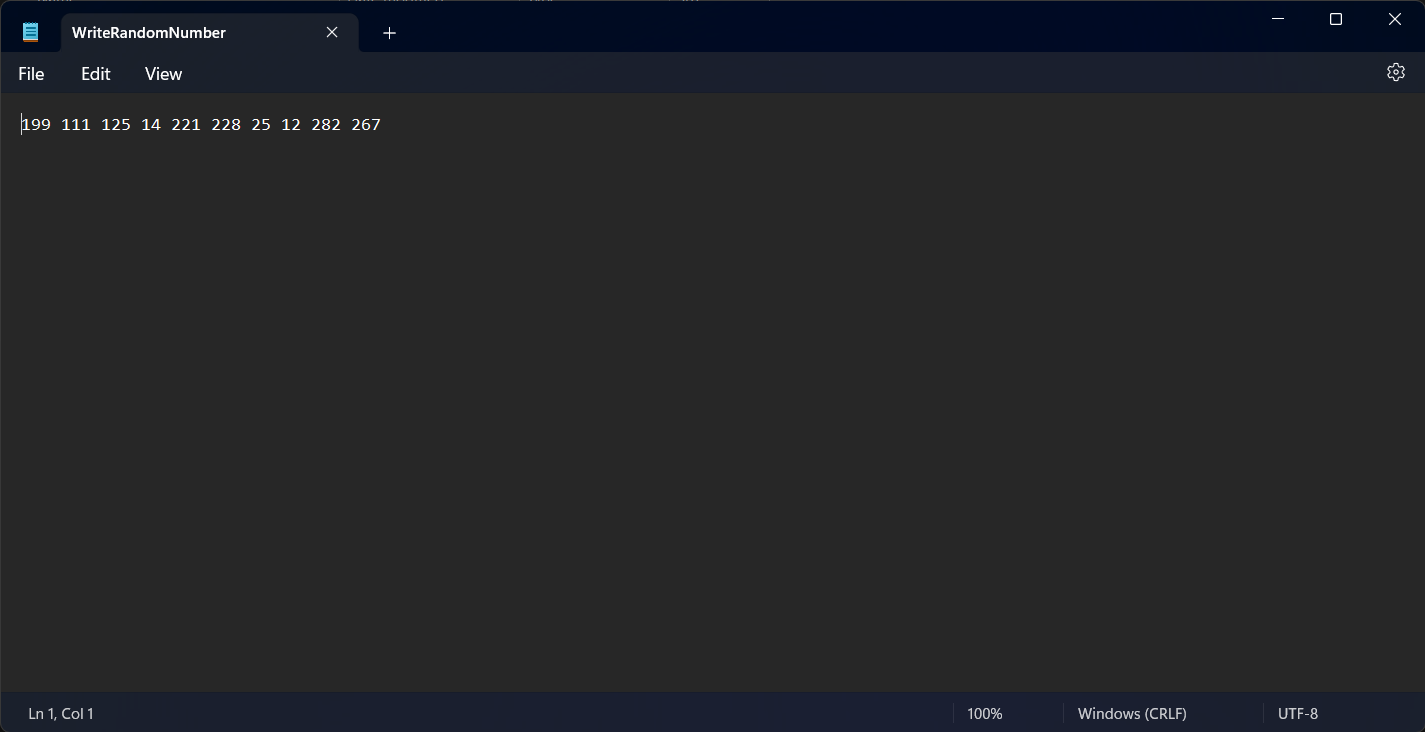 WriteRandomNumber
File Edit View
199 111 125 14 221 228 25 12 282 267
Ln 1, Col 1 100% Windows (CRLF) UTF-8